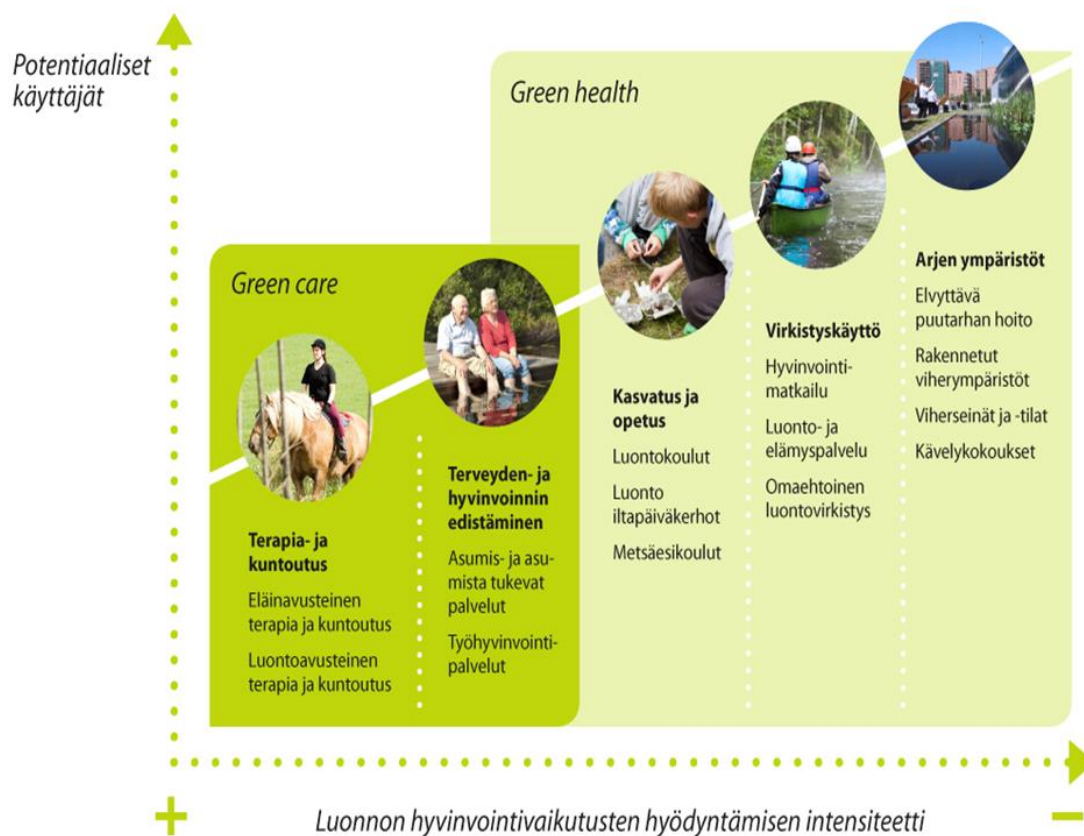 Potentiaaliset
käyttäjät
Green health
Green care
Terapia- ja
kuntoutus
Eläinavusteinen
terapia ja kuntoutus
Luontoavusteinen
terapia ja kuntoutus
Terveyden- ja
hyvinvoinnin
edistäminen
Asumis- ja asu-
mista tukevat
palvelut
Työhyvinvointi-
palvelut
Kasvatus ja
opetus
Luontokoulut
Luonto
iltapäiväkerhot
Metsäesikoulut
Virkistyskäyttö
Hyvinvointi-
matkailu
Luonto- ja
elämyspalvelu
Omaehtoinen
luontovirkistys
Arjen ympäristöt
Elvyttävä
puutarhan hoito
Rakennetut
viherympäristöt
Viherseinät ja -tilat
Kävelykokoukset
+ Luonnon hyvinvointivaikutusten hyödyntämisen intensiteetti −